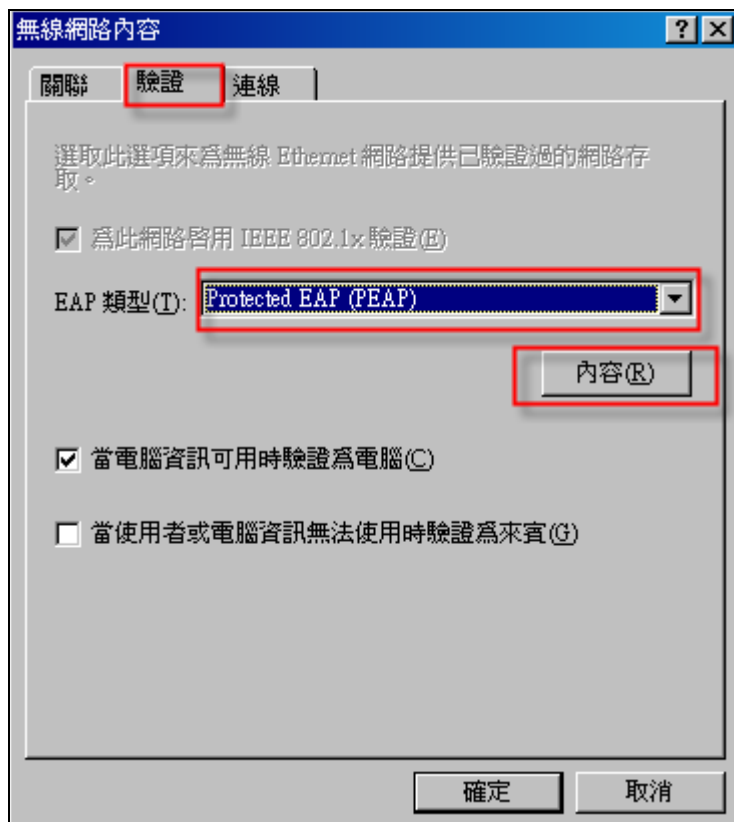 無線網路內容
關聯 驗證 連線
選取此選項來為無線 Ethernet 網路提供已驗證過的網路存
取。
為此網路啓用 IEEE 802.1x 驗證(E)
EAP 類型(T): Protected EAP (PEAP)
內容(R)
當電腦資訊可用時驗證為電腦(C)
當使用者或電腦資訊無法使用時驗證為來賓(G)
確定 取消